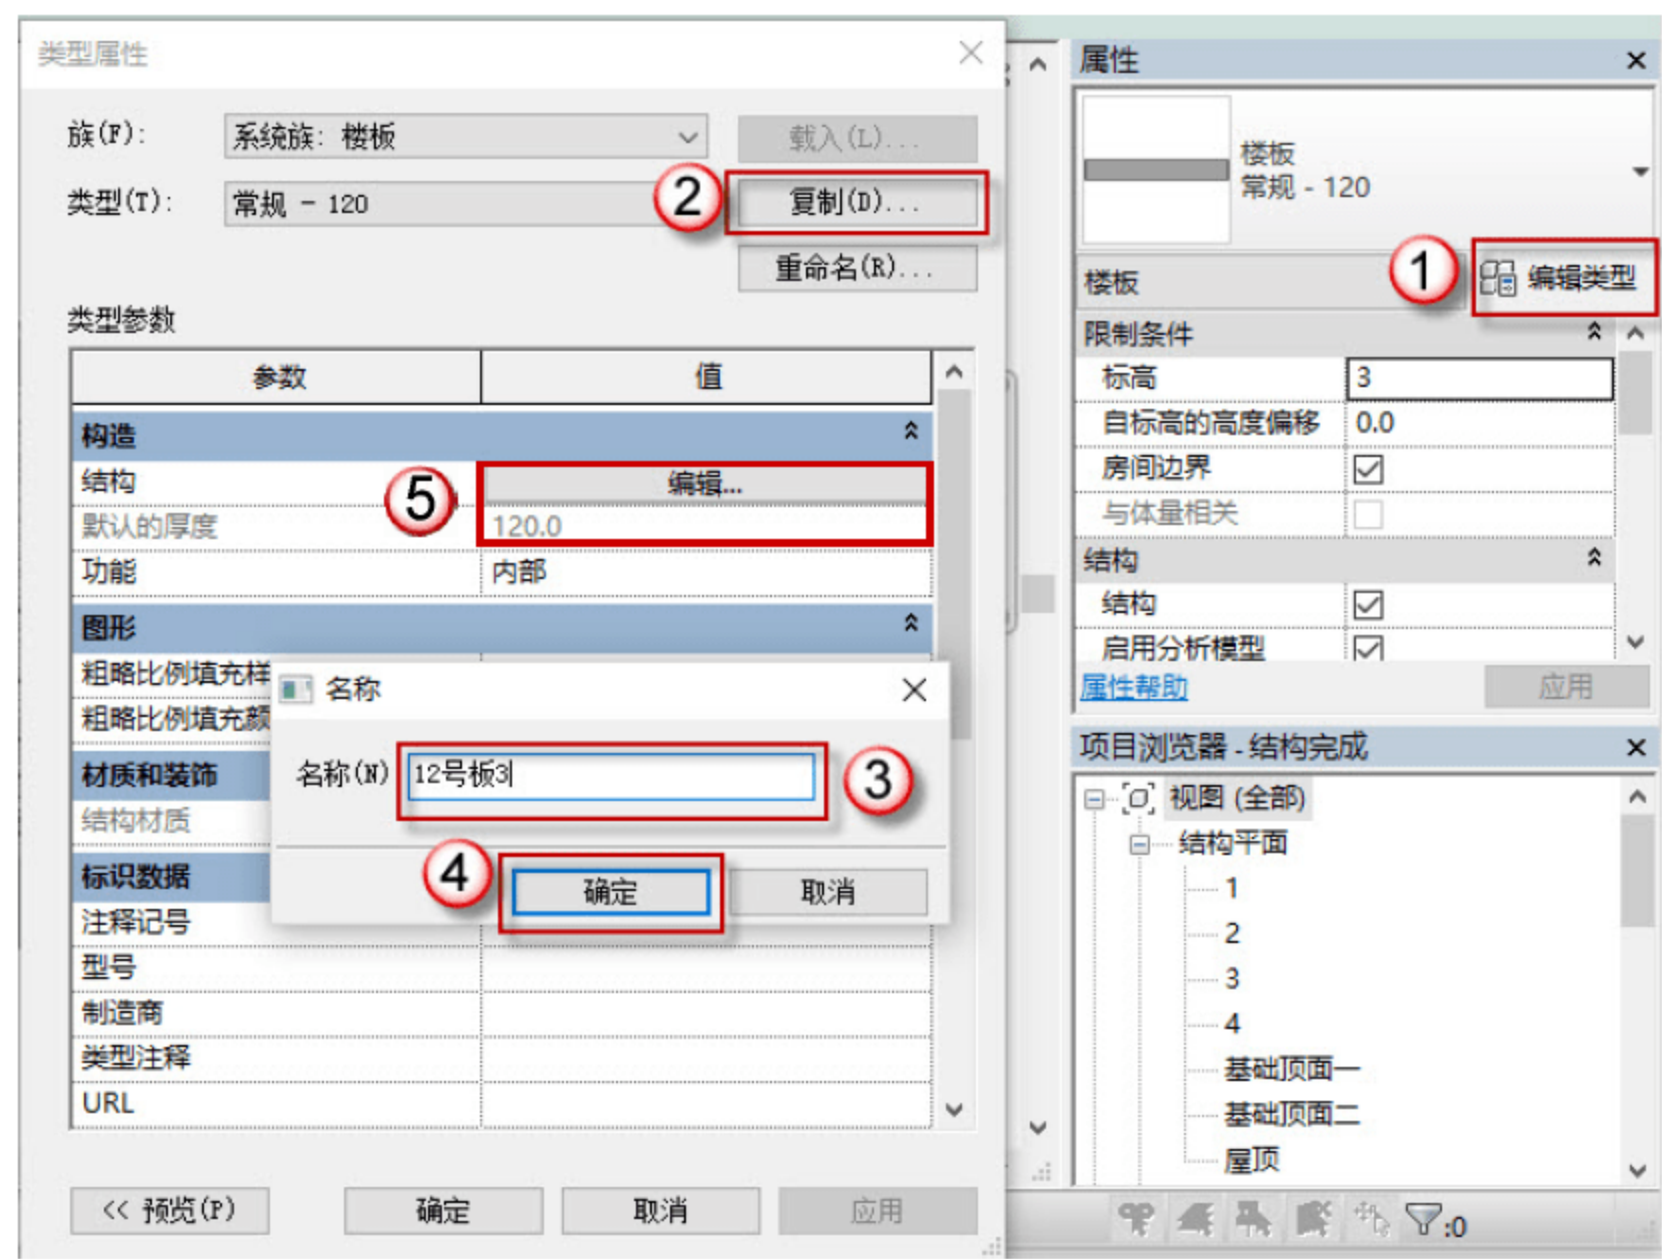 类型属性
族(F):
系统族: 楼板
载入(L)...
类型(T):
常规 - 120
2
复制(D)...
重命名(R)...
类型参数
参数
值
构造
结构
5
编辑...
默认的厚度
120.0
功能
内部
图形
粗略比例填充样
粗略比例填充颜
材质和装饰
结构材质
标识数据
注释记号
型号
制造商
类型注释
URL
名称
名称(N)
12号板3
3
4
确定
取消
<< 预览(P)
确定
取消
应用
属性
楼板
常规 - 120
楼板
1
编辑类型
限制条件
标高
3
自标高的高度偏移
0.0
房间边界
与体量相关
结构
结构
启用分析模型
属性帮助
应用
项目浏览器 - 结构完成
视图 (全部)
结构平面
1
2
3
4
基础顶面一
基础顶面二
屋顶
:0